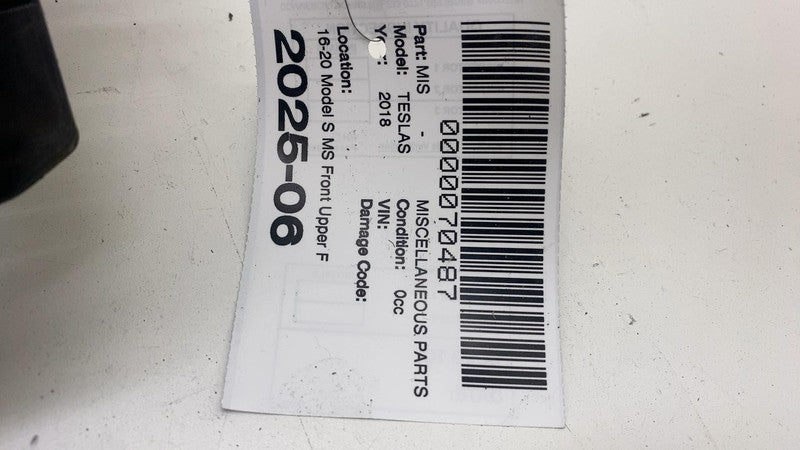 0000070487
Part: MIS - MISCELLANEOUS PARTS
Model: TESLAS Condition: 0cc
2018 VIN:
Damage Code:
Location:
16-20 Model S MS Front Upper F
2025-06